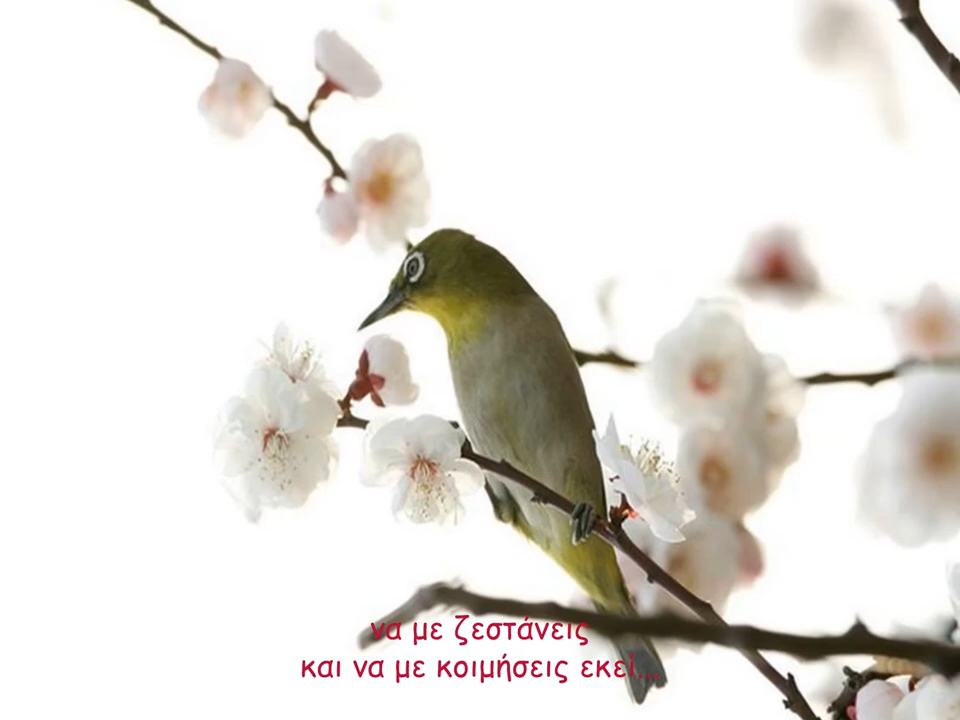 να με ζεστάνεις
και να με κοιμήσεις εκεί...